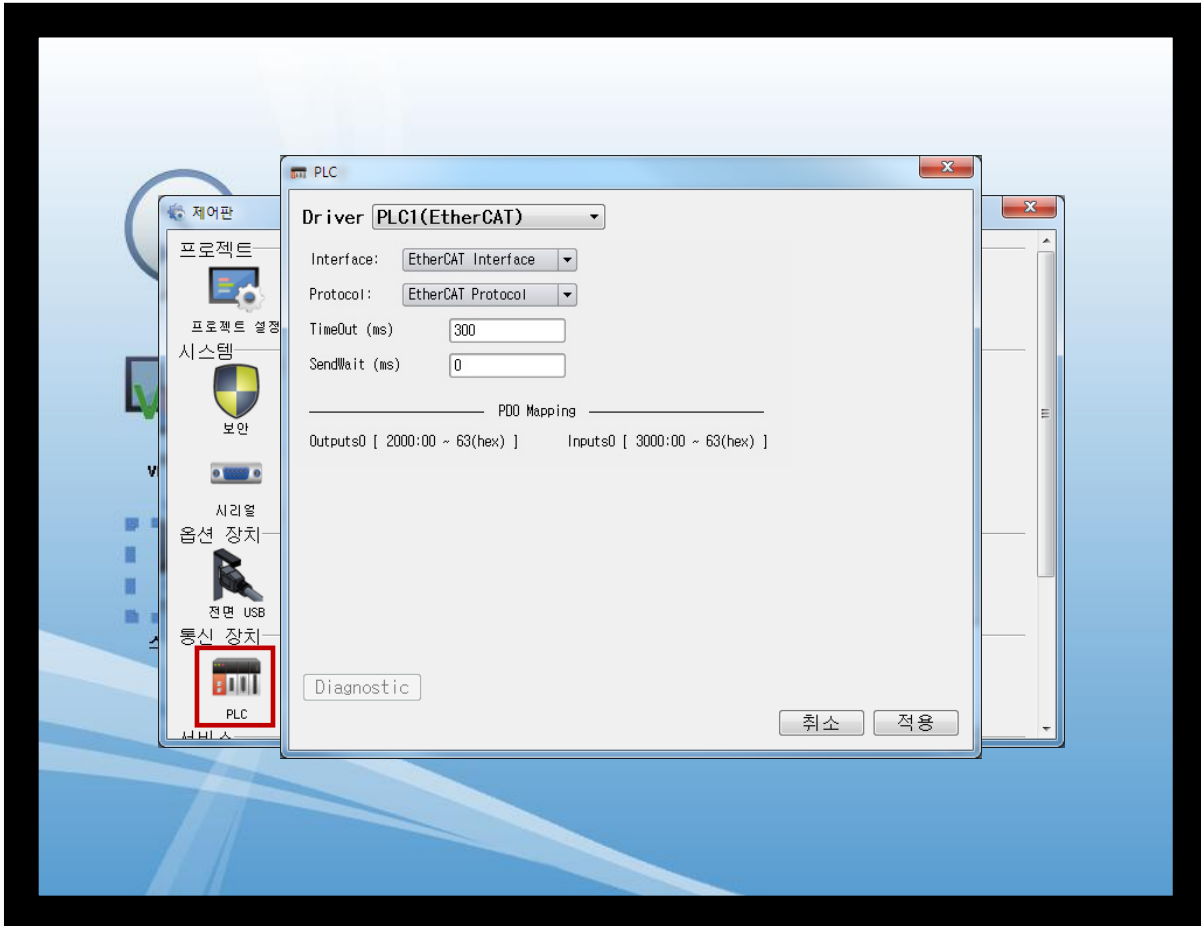 PLC
제어판
Driver PLC1(EtherCAT)
프로젝트
Interface: EtherCAT Interface
Protocol: EtherCAT Protocol
프로젝트 설정
TimeOut (ms) 300
시스템
SendWait (ms) 0
PDO Mapping
보안
Outputs0 [ 2000:00 ~ 63(hex) ] Inputs0 [ 3000:00 ~ 63(hex) ]
시리얼
옵션 장치
전면 USB
통신 장치
Diagnostic
PLC
취소 적용